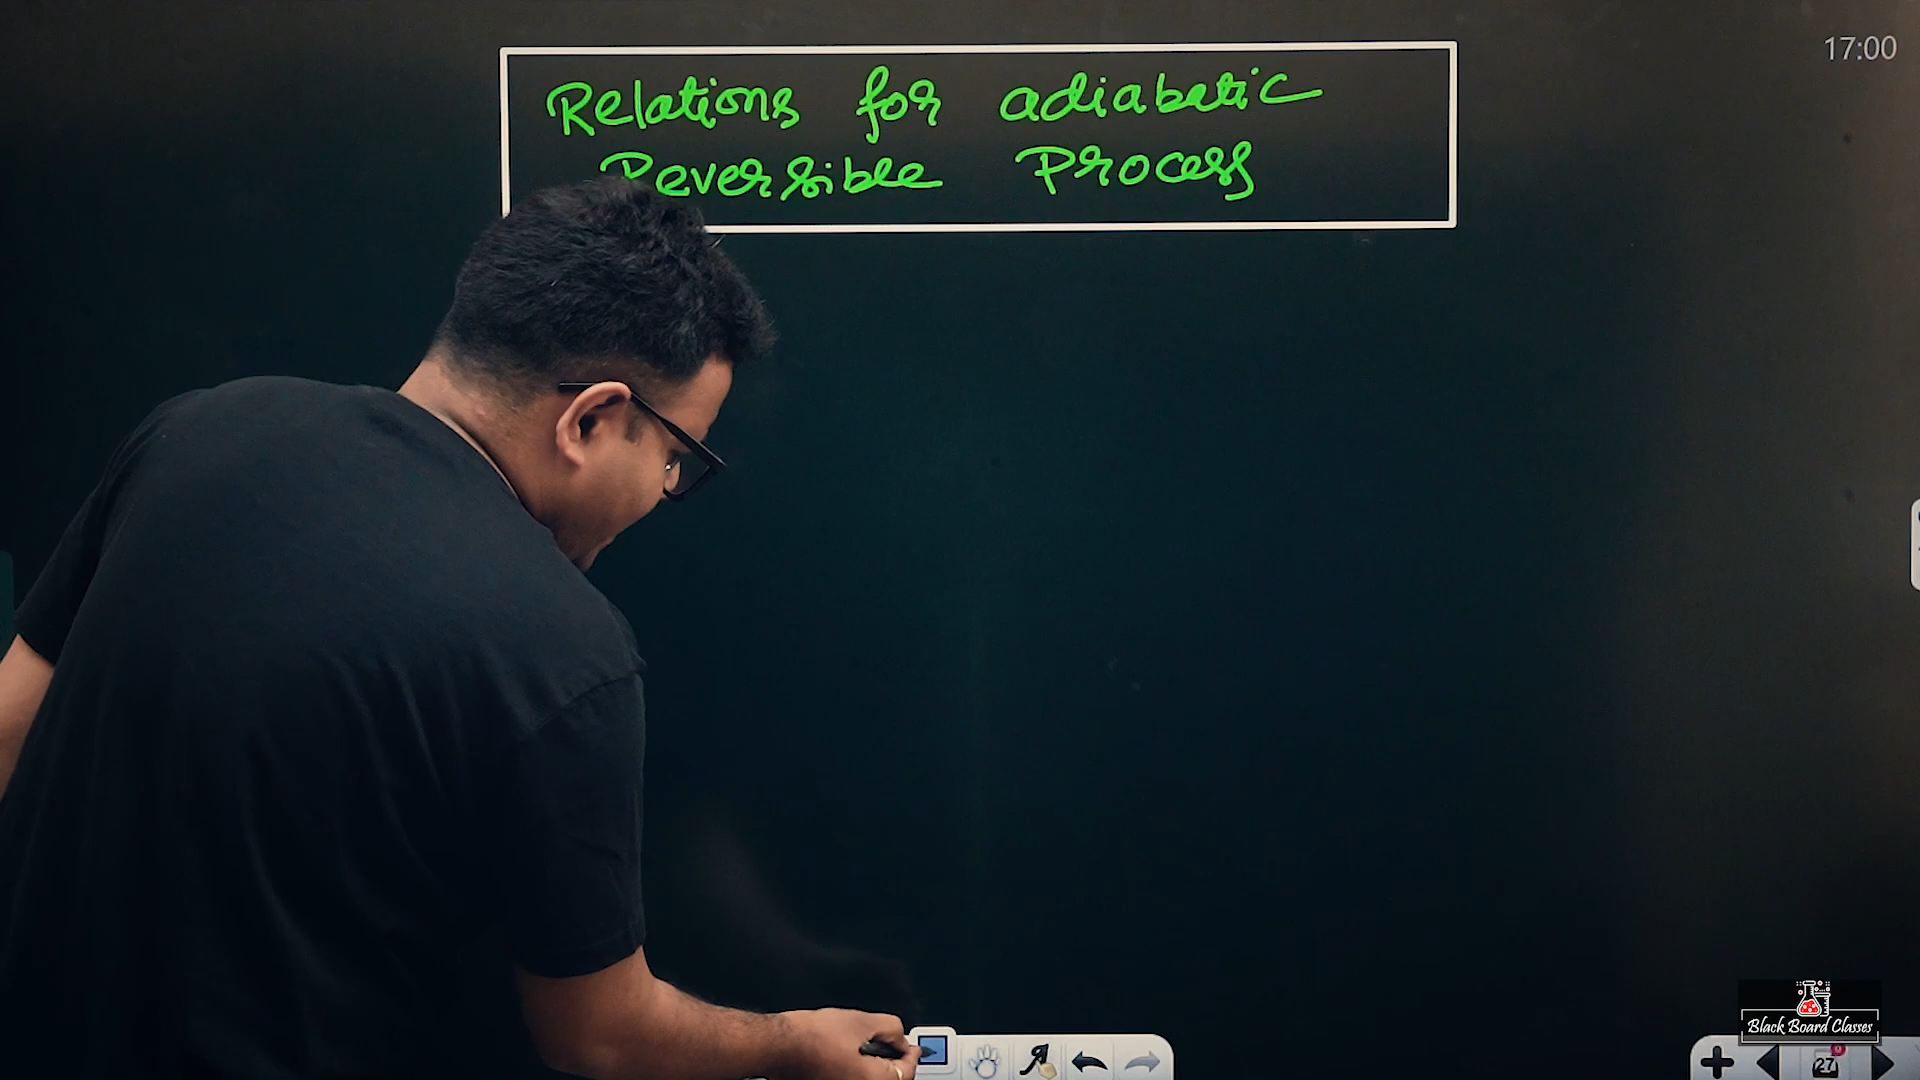 17:00
Relations for adiabatic
Reversible Process
Black Board Classes
27